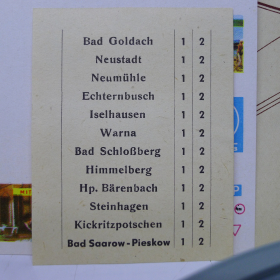 Bad Goldach 1 2
Neustadt 1 2
Neumühle 1 2
Echternbusch 1 2
Iselhausen 1 2
Warna 1 2
Bad Schloßberg 1 2
Himmelberg 1 2
Hp. Bärenbach 1 2
Steinhagen 1 2
Kickritzpotschen 1 2
Bad Saarow-Pieskow 1 2